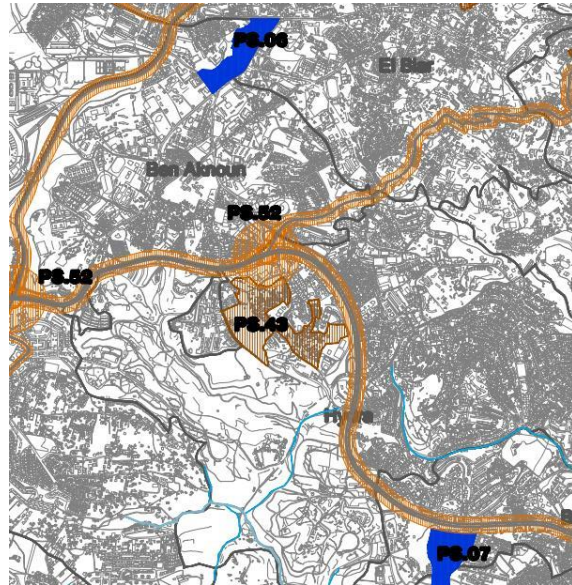 PS.06
El Biar
Ben Aknoun
PS.52
PS.52
PS.43
Hydra
PS.07